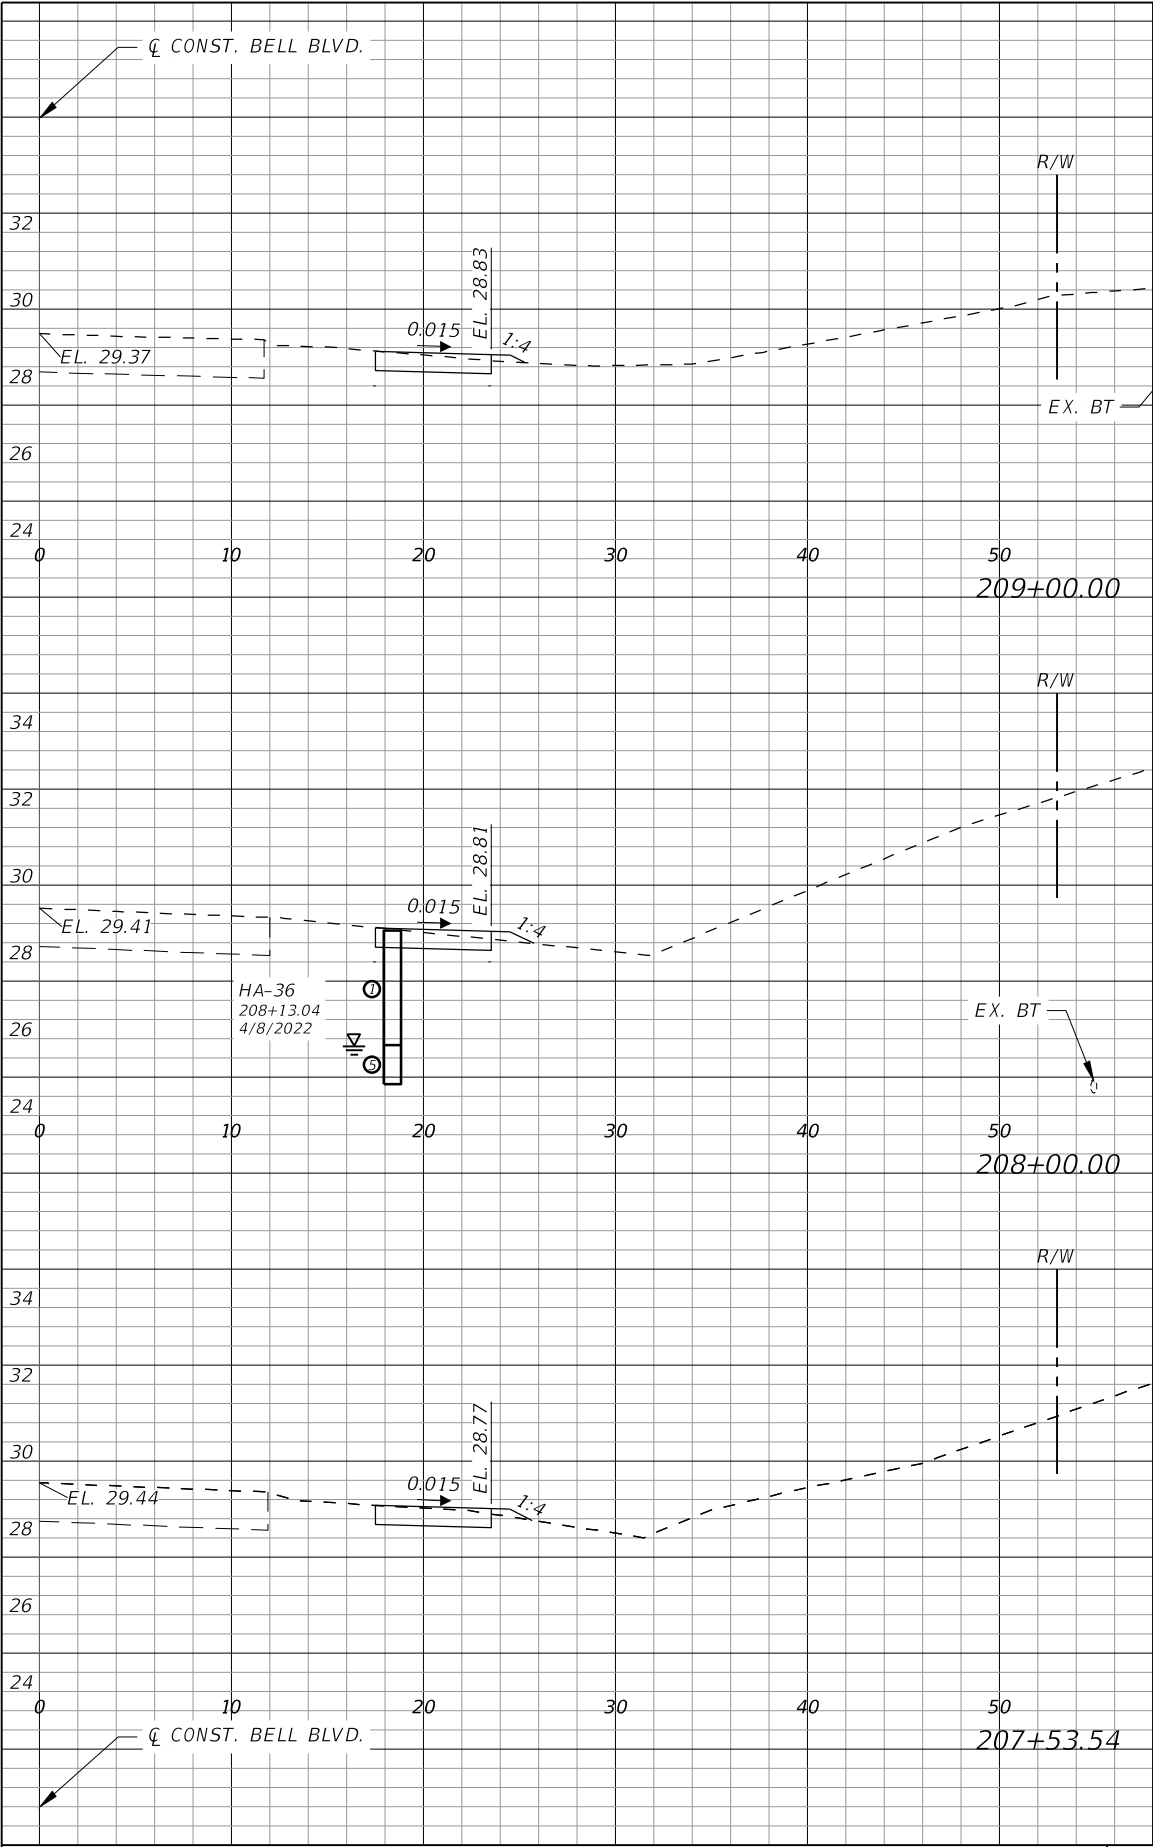 ℄ CONST. BELL BLVD.
R/W
32
EL. 28.83
30
0.015
1:4
EL. 29.37
28
EX. BT
26
24
0 10 20 30 40 50
209+00.00
R/W
34
32
EL. 28.81
30
0.015
1:4
EL. 29.41
28
HA-36
208+13.04
4/8/2022
1
EX. BT
26
5
24
0 10 20 30 40 50
208+00.00
R/W
34
32
EL. 28.77
30
0.015
1:4
EL. 29.44
28
26
24
0 10 20 30 40 50
℄ CONST. BELL BLVD.
207+53.54